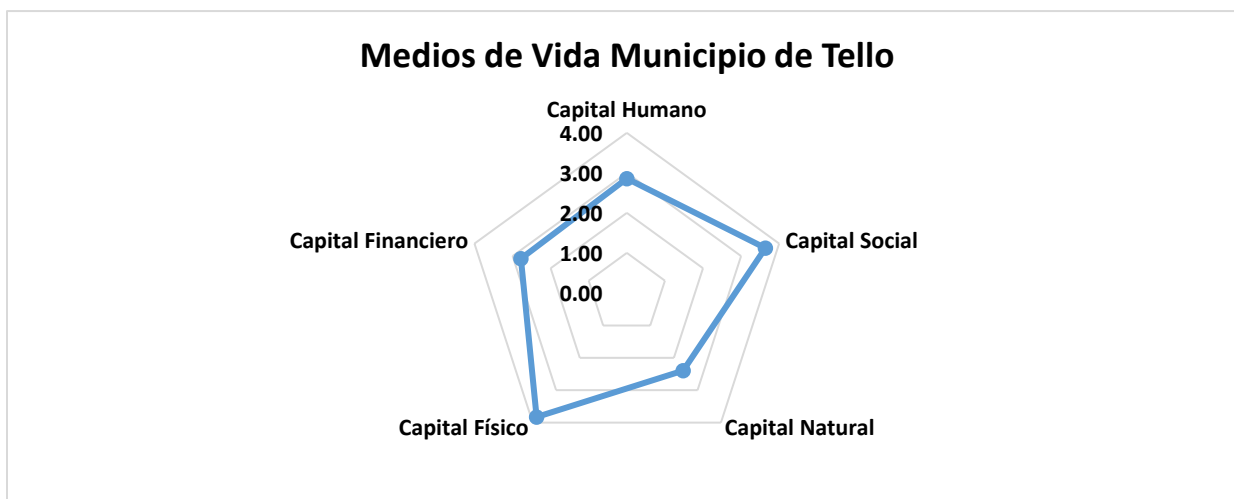 Medios de Vida Municipio de Tello
Capital Humano
4.00
3.00
2.00
1.00
0.00
Capital Financiero
Capital Social
Capital Físico
Capital Natural